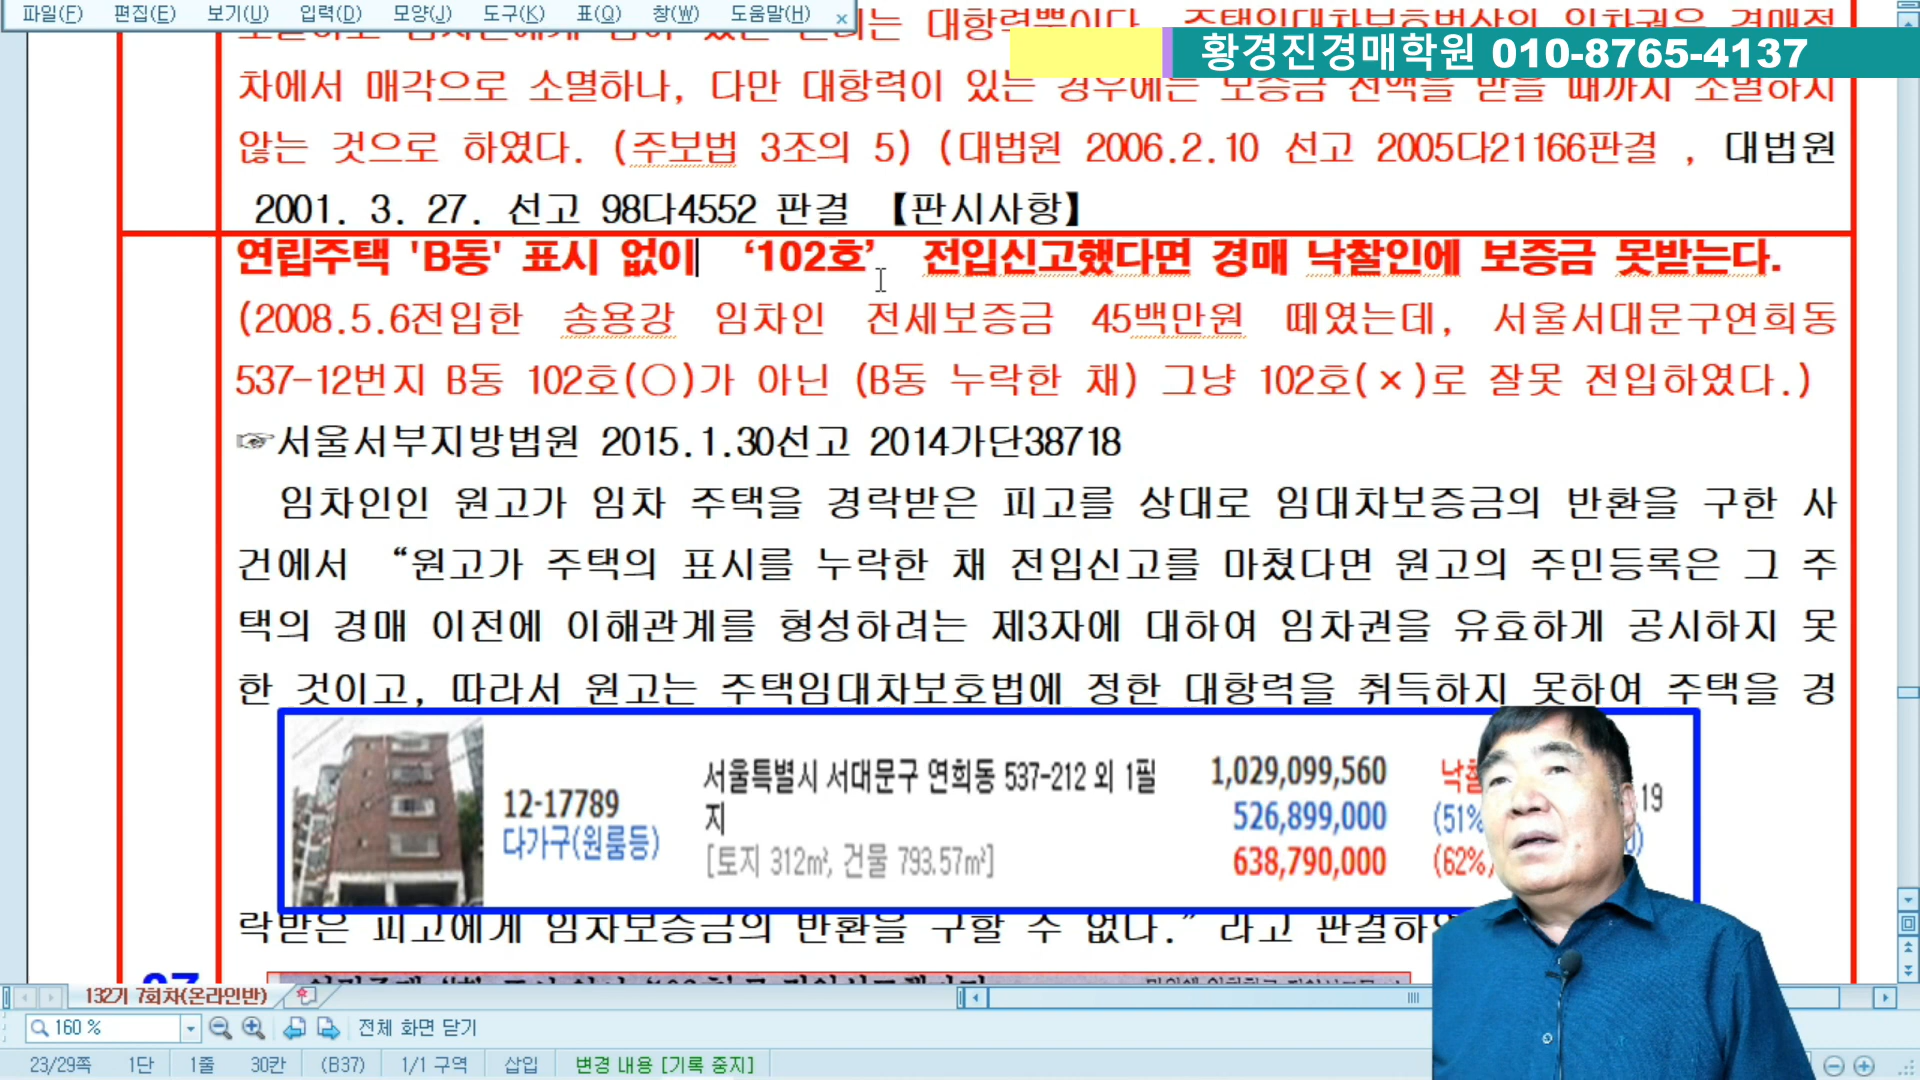 파일(F) 편집(E) 보기(U) 입력(D) 모양(J) 도구(K) 표(Q) 창(W) 도움말(H)
황경진경매학원 010-8765-4137
차에서 매각으로 소멸하나, 다만 대항력이 있는 경우에는 보증금 전액을 받을 때까지 소멸하지
않는 것으로 하였다. (주보법 3조의 5) (대법원 2006.2.10 선고 2005다21166판결 , 대법원
2001. 3. 27. 선고 98다4552 판결 【판시사항】
연립주택 'B동' 표시 없이 ‘102호’ 전입신고했다면 경매 낙찰인에 보증금 못받는다.
(2008.5.6전입한 송용강 임차인 전세보증금 45백만원 떼였는데, 서울서대문구연희동
537-12번지 B동 102호(○)가 아닌 (B동 누락한 채) 그냥 102호(×)로 잘못 전입하였다.)
☞서울서부지방법원 2015.1.30선고 2014가단38718
임차인인 원고가 임차 주택을 경락받은 피고를 상대로 임대차보증금의 반환을 구한 사
건에서 “원고가 주택의 표시를 누락한 채 전입신고를 마쳤다면 원고의 주민등록은 그 주
택의 경매 이전에 이해관계를 형성하려는 제3자에 대하여 임차권을 유효하게 공시하지 못
한 것이고, 따라서 원고는 주택임대차보호법에 정한 대항력을 취득하지 못하여 주택을 경
12-17789
다가구(원룸등)
서울특별시 서대문구 연희동 537-212 외 1필
지
[토지 312㎡, 건물 793.57㎡]
1,029,099,560
526,899,000
638,790,000
낙찰
(51%
(62%)
19
락받은 피고에게 임차보증금의 반환을 구할 수 없다.” 라고 판결하
132기 7회차(온라인반)
160 %
전체 화면 닫기
23/29쪽 1단 1줄 30칸 (B37) 1/1 구역 삽입 변경 내용 [기록 중지]